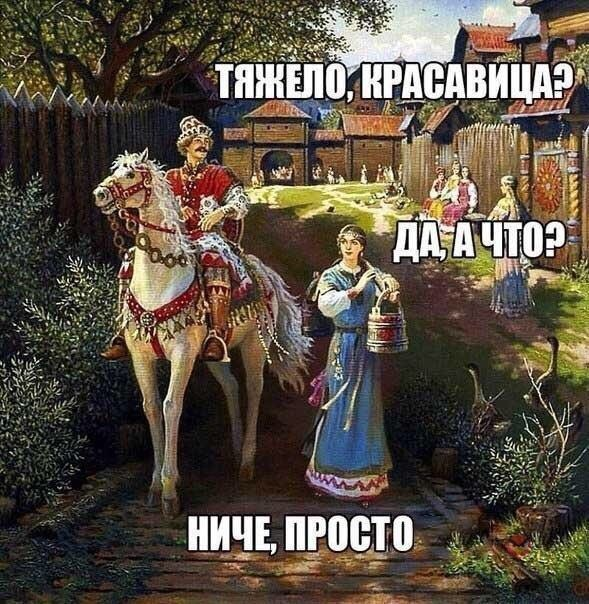 ТЯЖЕЛО, КРАСАВИЦА?
ДА, А ЧТО?
НИЧЕ, ПРОСТО